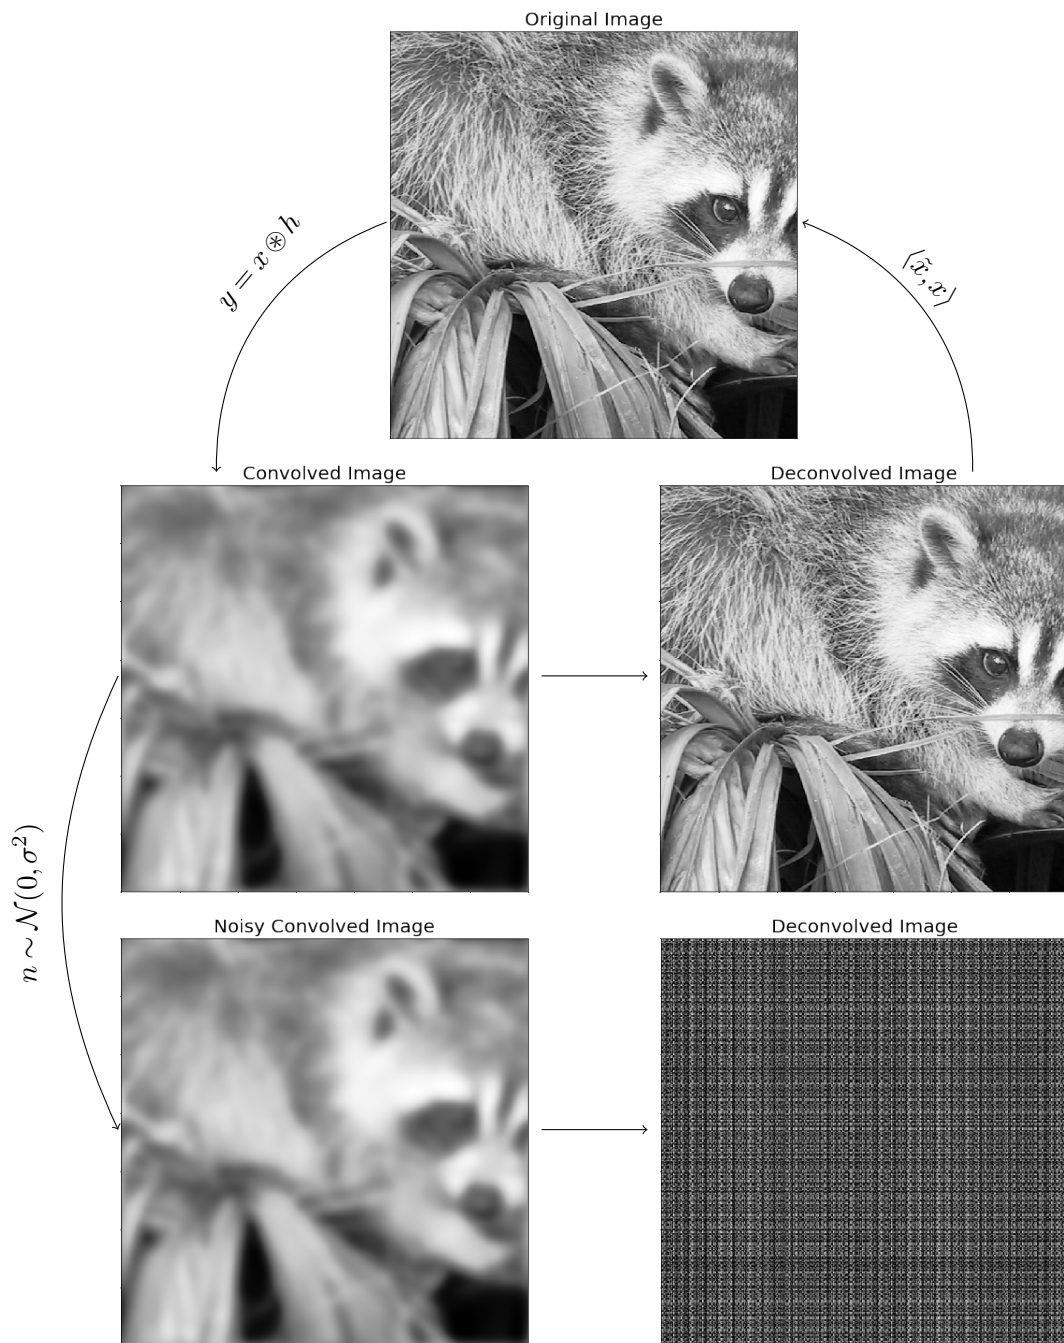 Original Image
y = x ⊛ h
⟨x̃, x⟩
Convolved Image
Deconvolved Image
n ∼ 𝒩(0, σ²)
Noisy Convolved Image
Deconvolved Image